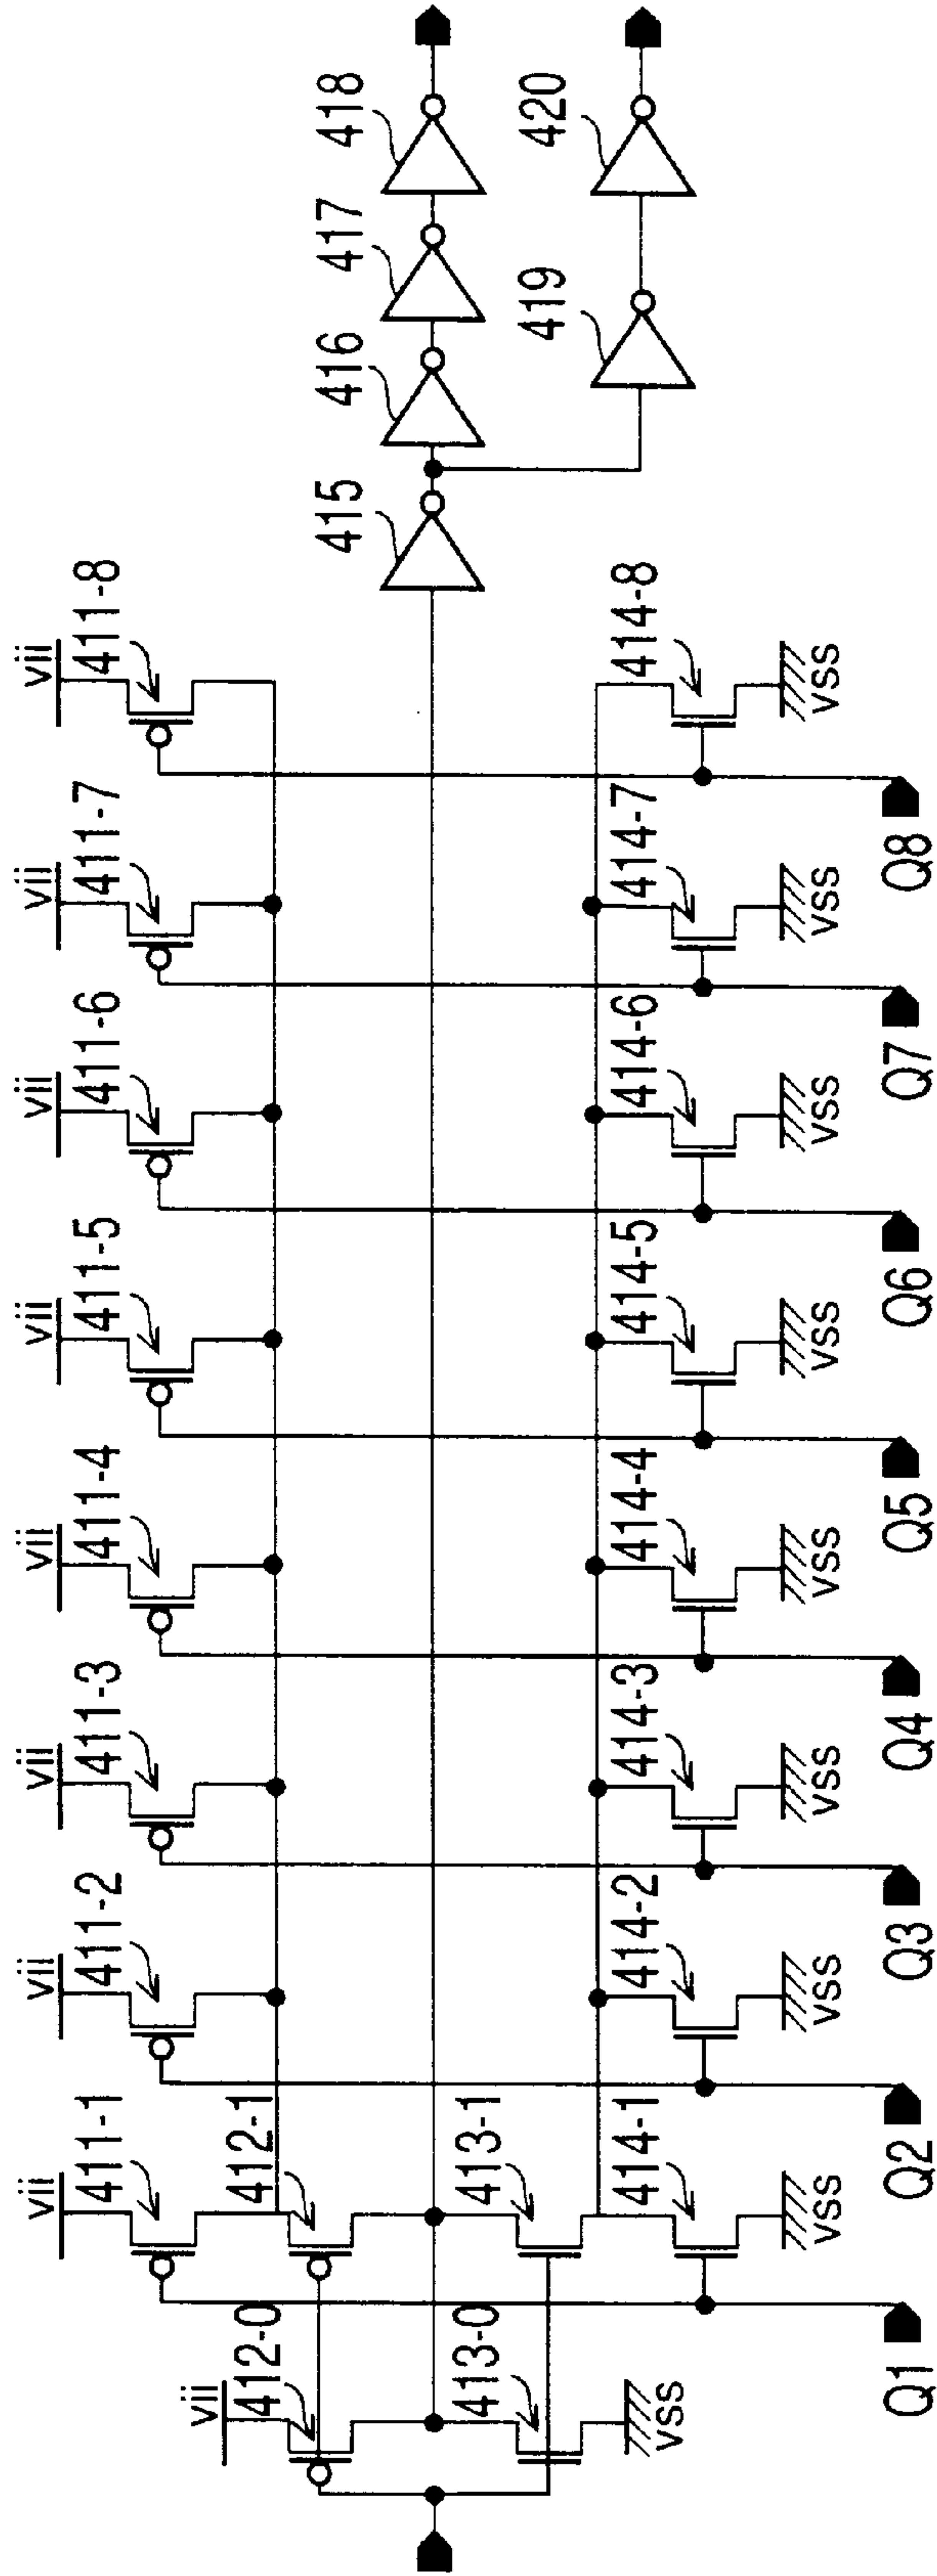 vii vii vii vii vii vii vii vii
411-1 411-2 411-3 411-4 411-5 411-6 411-7 411-8
vii
412-0 412-1
415 416 417 418
413-0 413-1
419 420
414-1 414-2 414-3 414-4 414-5 414-6 414-7 414-8
vss
vss vss vss vss vss vss vss vss
Q1 Q2 Q3 Q4 Q5 Q6 Q7 Q8